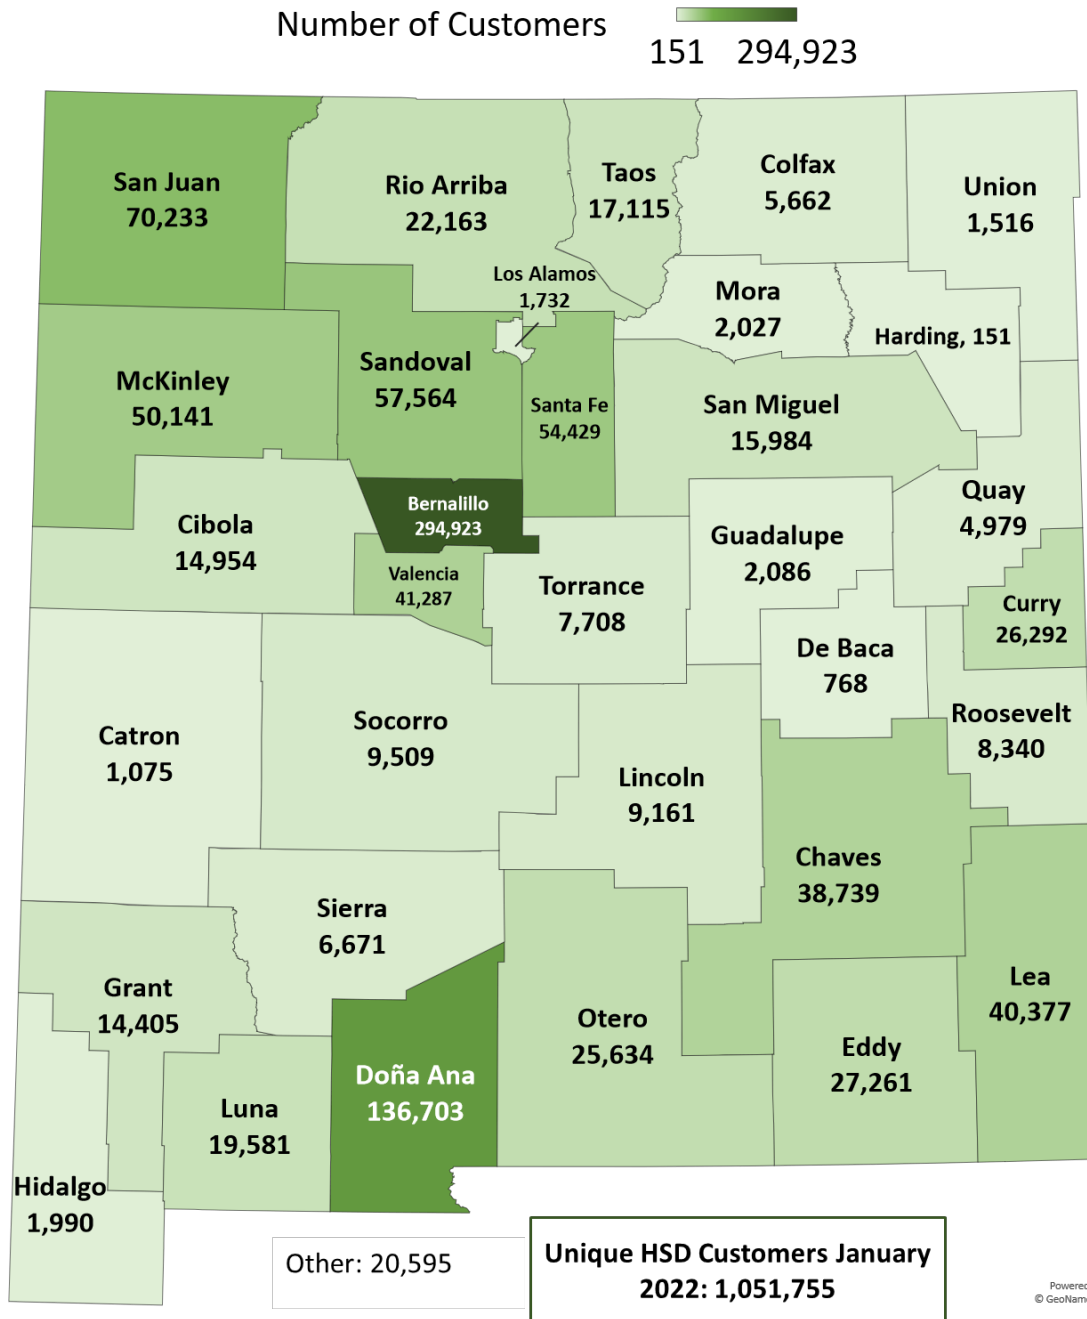 Number of Customers
151 294,923
San Juan
70,233
Rio Arriba
22,163
Taos
17,115
Colfax
5,662
Union
1,516
Los Alamos
1,732
Mora
2,027
Harding, 151
McKinley
50,141
Sandoval
57,564
Santa Fe
54,429
San Miguel
15,984
Quay
4,979
Cibola
14,954
Bernalillo
294,923
Guadalupe
2,086
Valencia
41,287
Torrance
7,708
Curry
26,292
De Baca
768
Catron
1,075
Socorro
9,509
Roosevelt
8,340
Lincoln
9,161
Chaves
38,739
Sierra
6,671
Grant
14,405
Lea
40,377
Otero
25,634
Eddy
27,261
Doña Ana
136,703
Luna
19,581
Hidalgo
1,990
Other: 20,595
Unique HSD Customers January
2022: 1,051,755
Powered
© GeoName